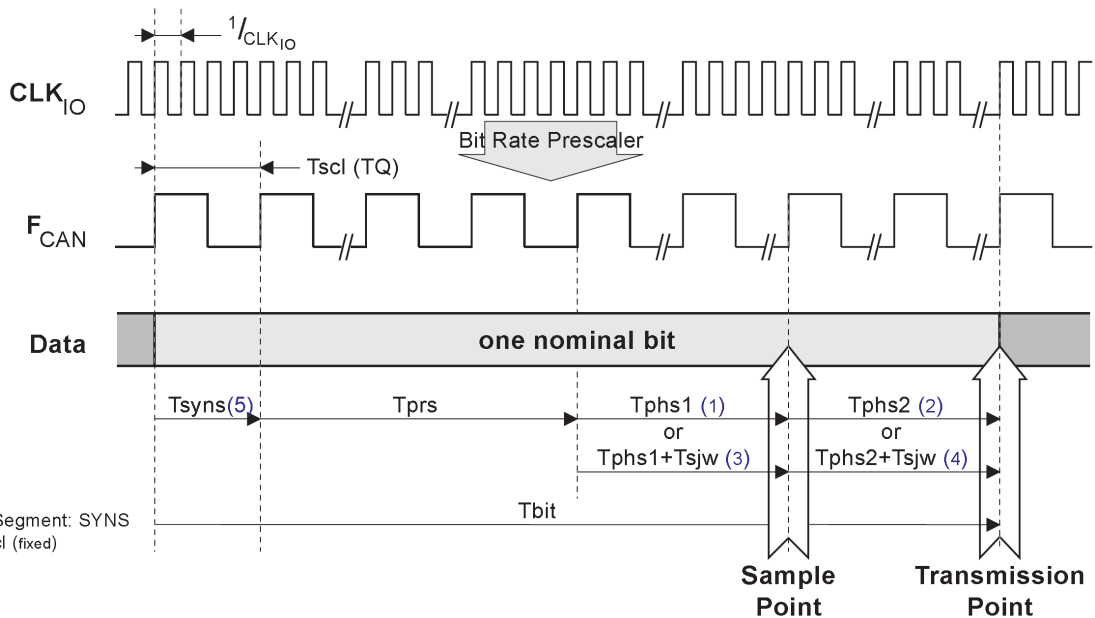 1/CLKIO
CLKIO
Bit Rate Prescaler
Tscl (TQ)
FCAN
Data
one nominal bit
Tsyns(5)
Tprs
Tphs1 (1)
Tphs2 (2)
or
or
Tphs1+Tsjw (3)
Tphs2+Tsjw (4)
Tbit
Segment: SYNS
(fixed)
Sample
Point
Transmission
Point